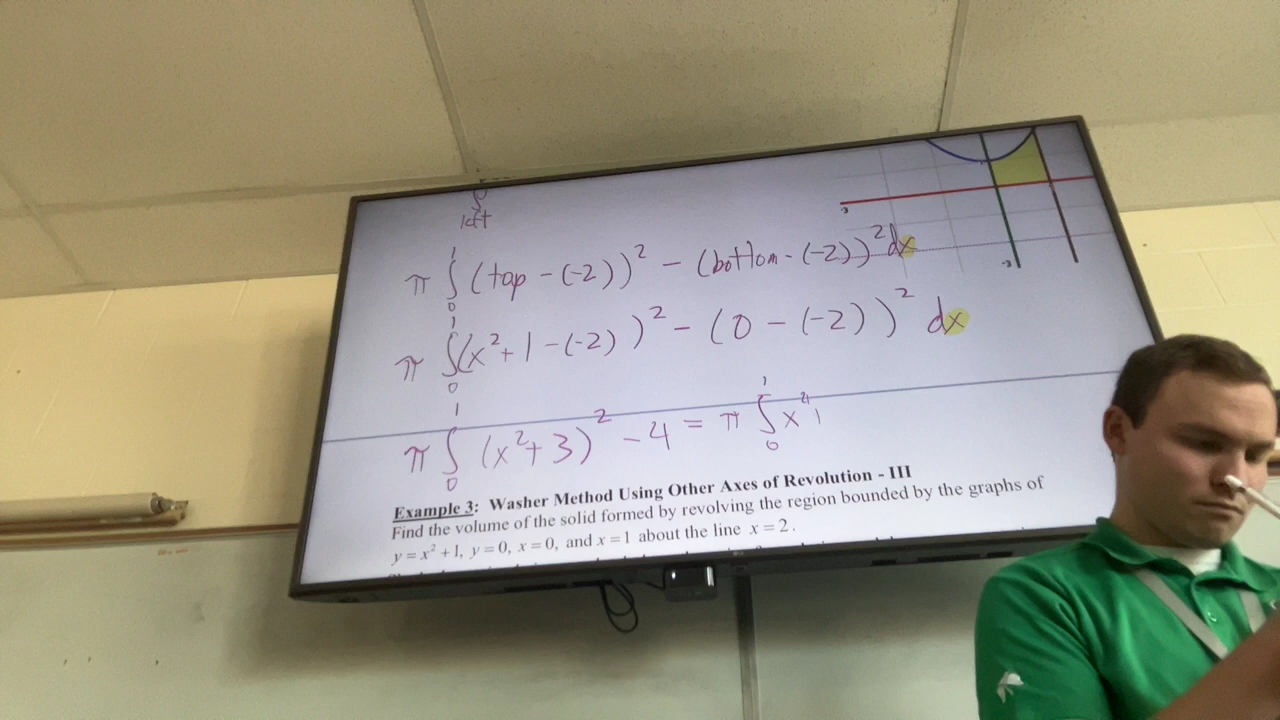 left
π ∫₀¹ (top - (-2))² - (bottom - (-2))² dx
π ∫₀¹ (x² + 1 - (-2))² - (0 - (-2))² dx
π ∫₀¹ (x² + 3)² - 4 = π ∫₀¹ x⁴
Example 3: Washer Method Using Other Axes of Revolution - III
Find the volume of the solid formed by revolving the region bounded by the graphs of
y = x² + 1, y = 0, x = 0, and x = 1 about the line x = 2.